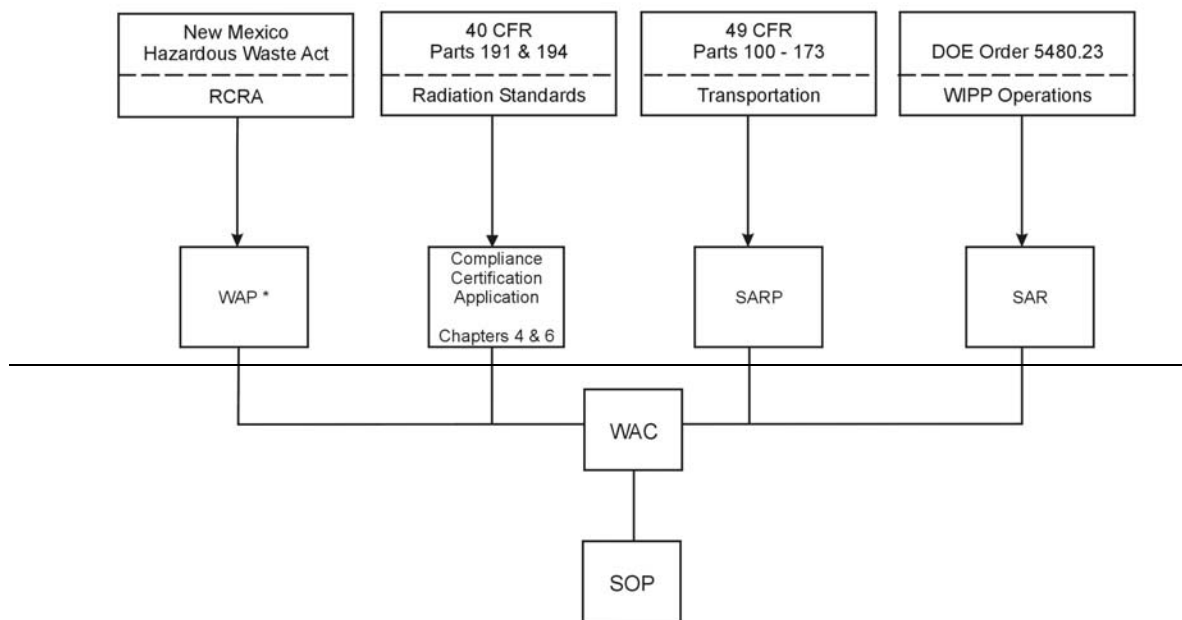 New Mexico
Hazardous Waste Act
RCRA
40 CFR
Parts 191 & 194
Radiation Standards
49 CFR
Parts 100 - 173
Transportation
DOE Order 5480.23
WIPP Operations
WAP *
Compliance
Certification
Application
Chapters 4 & 6
SARP
SAR
WAC
SOP